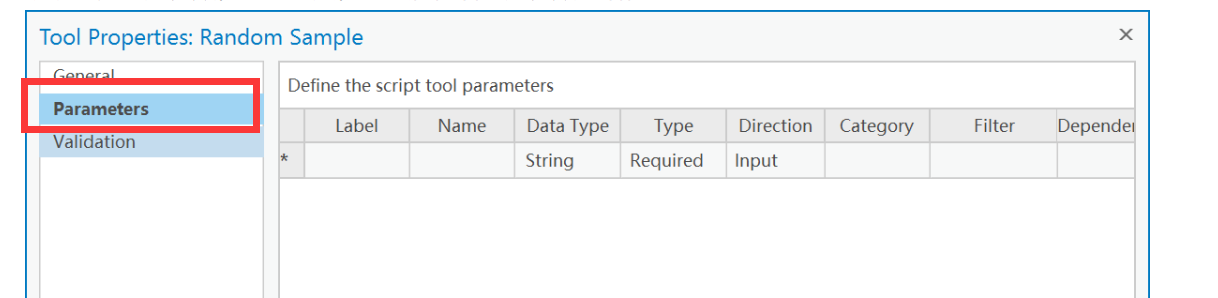 Tool Properties: Random Sample
×
General
Parameters
Validation
Define the script tool parameters
Label Name Data Type Type Direction Category Filter Depender
* String Required Input